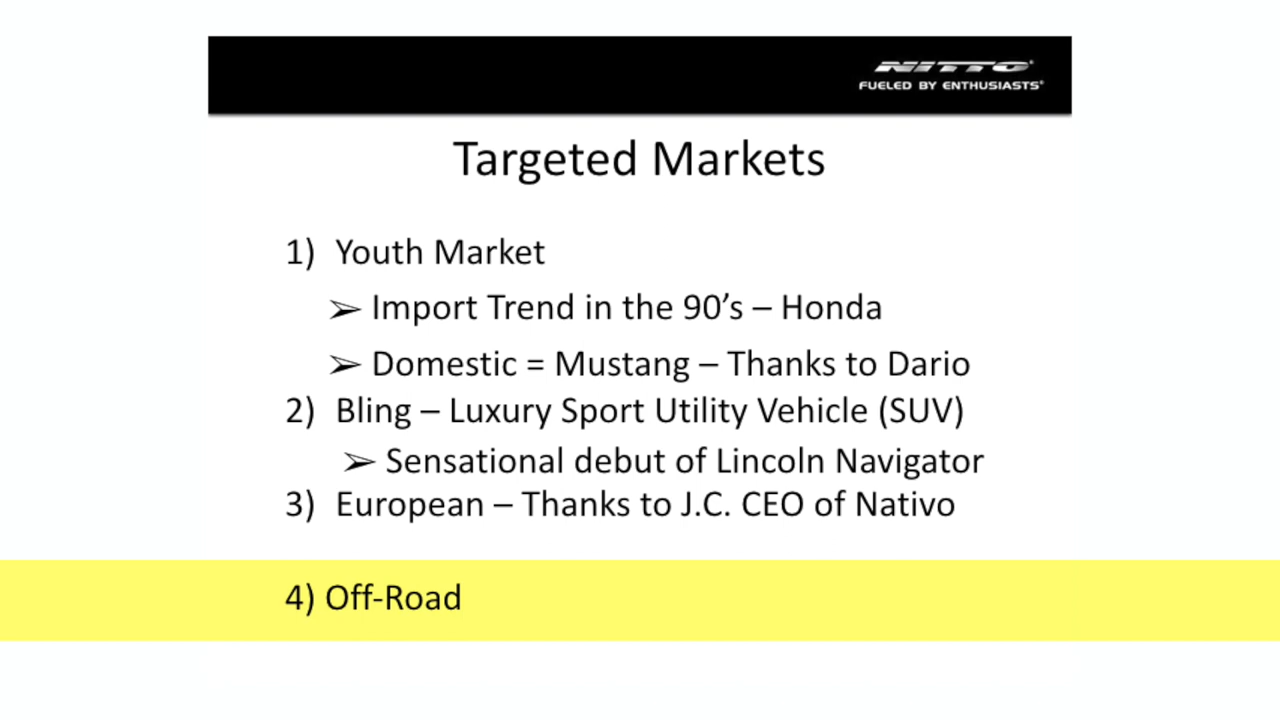 NITTO®
FUELED BY ENTHUSIASTS®
Targeted Markets
1) Youth Market
➢ Import Trend in the 90’s – Honda
➢ Domestic = Mustang – Thanks to Dario
2) Bling – Luxury Sport Utility Vehicle (SUV)
➢ Sensational debut of Lincoln Navigator
3) European – Thanks to J.C. CEO of Nativo
4) Off-Road